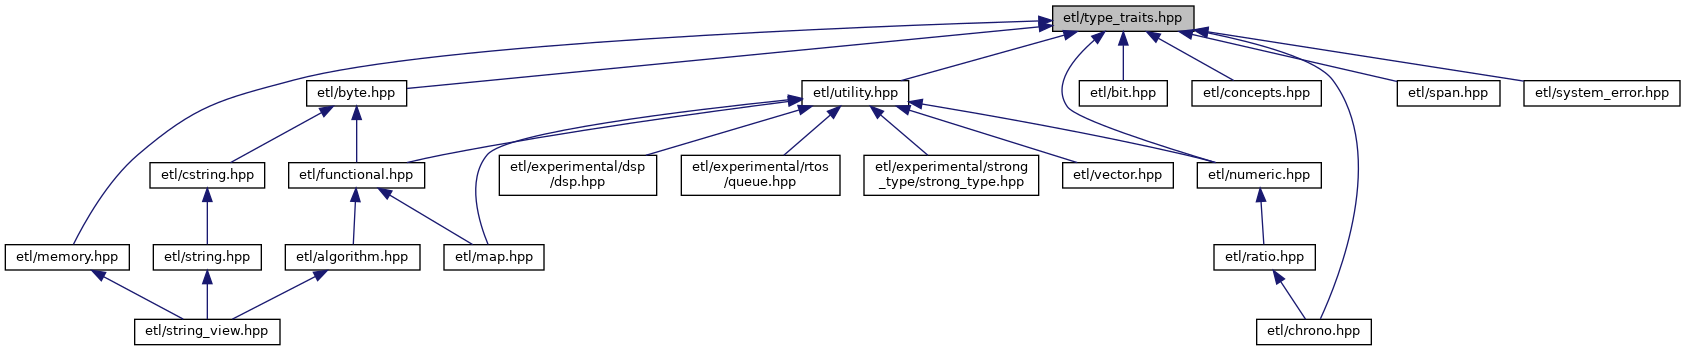 etl/type_traits.hpp
etl/byte.hpp
etl/utility.hpp
etl/bit.hpp
etl/concepts.hpp
etl/span.hpp
etl/system_error.hpp
etl/cstring.hpp
etl/functional.hpp
etl/experimental/dsp
/dsp.hpp
etl/experimental/rtos
/queue.hpp
etl/experimental/strong
_type/strong_type.hpp
etl/vector.hpp
etl/numeric.hpp
etl/memory.hpp
etl/string.hpp
etl/algorithm.hpp
etl/map.hpp
etl/ratio.hpp
etl/string_view.hpp
etl/chrono.hpp